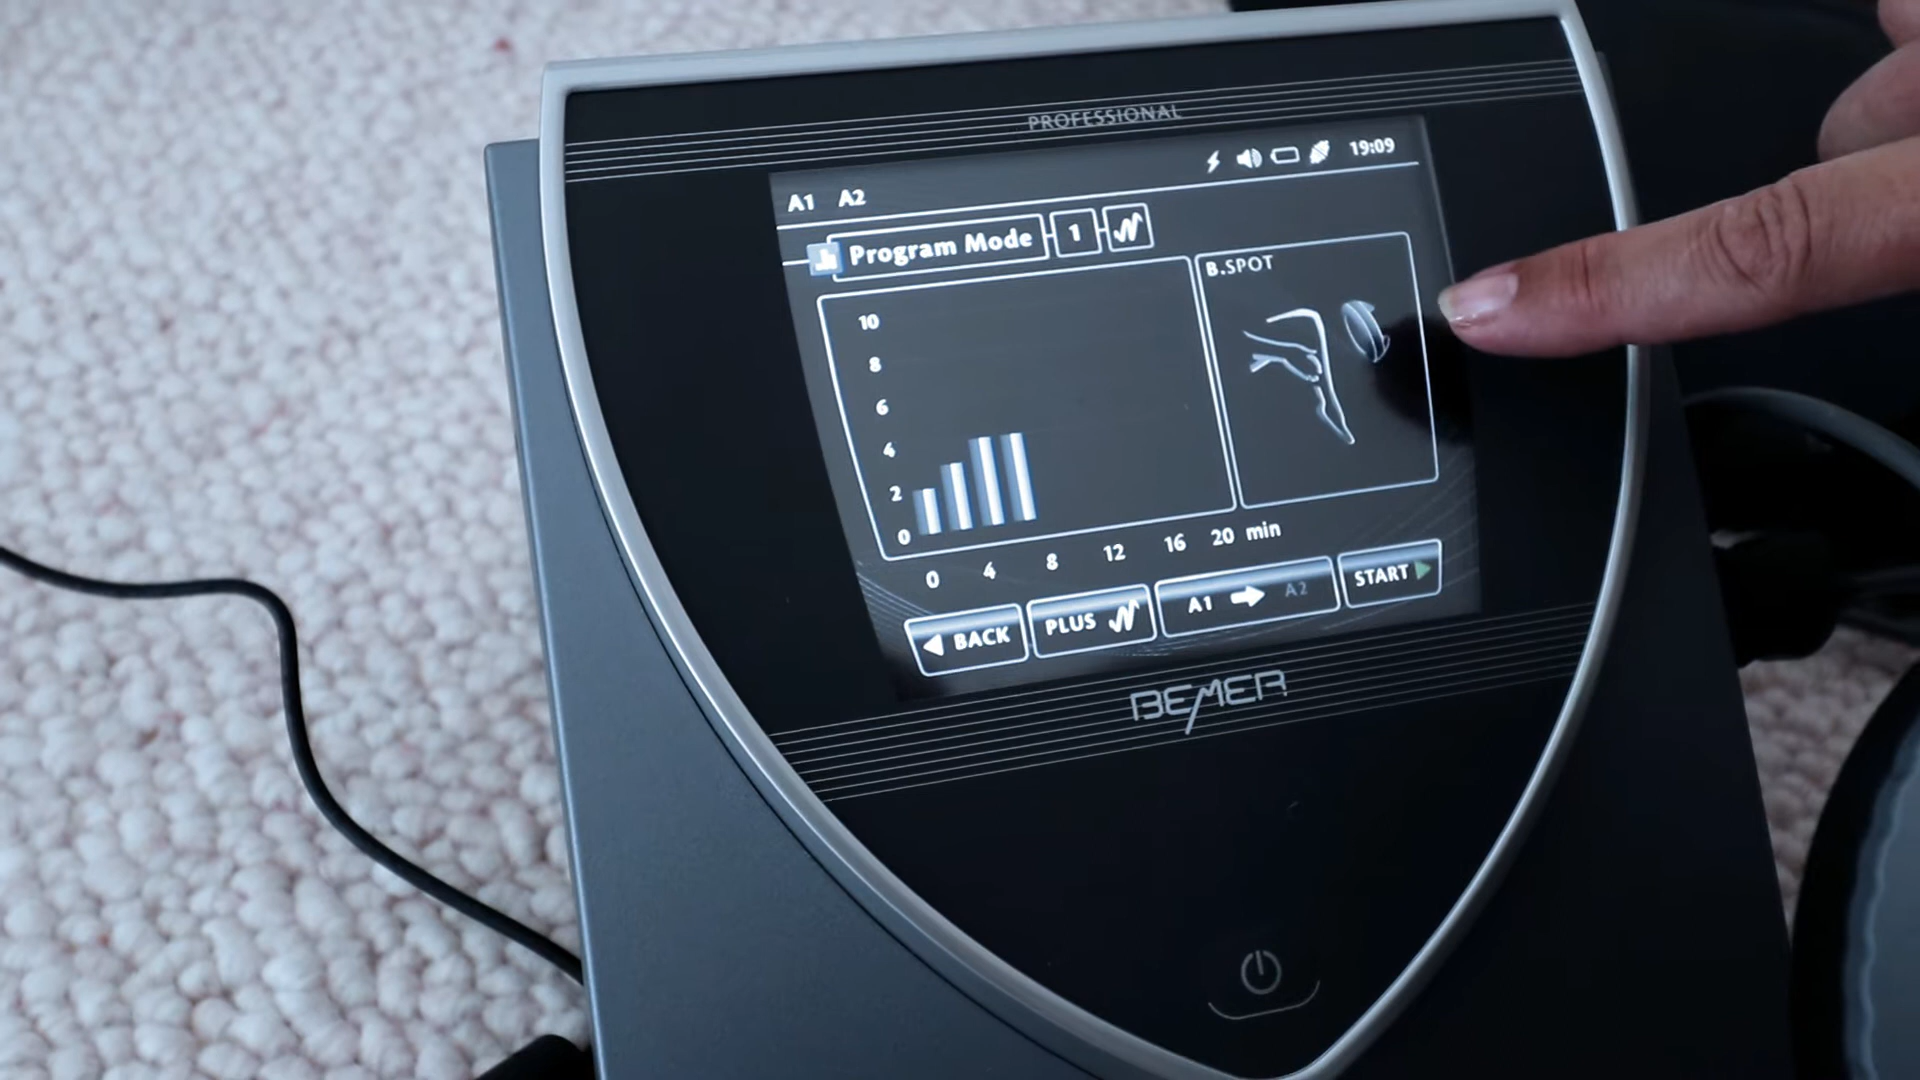 PROFESSIONAL
19:09
A1 A2
Program Mode 1
B.SPOT
10
8
6
4
2
0
0 4 8 12 16 20 min
BACK PLUS A1 A2 START
BEMER